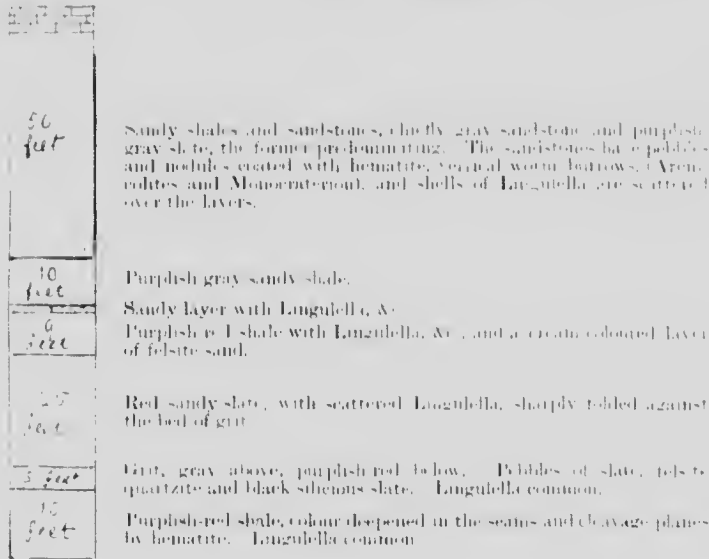 50
feet
Sandy shales and sandstones, chiefly gray sandstone and purplish
gray slate, the former predominating. The sandstones have pebbles
and nodules coated with hematite, vertical worm burrows, (Areni-
colites and Monocraterion), and shells of Lingulella are scattered
over the layers.
10
feet
Purplish gray sandy shale.
Sandy layer with Lingulella, &c.
feet
Purplish red shale with Lingulella, &c., and a cream coloured layer
of felsite sand.
feet
Red sandy slate, with scattered Lingulella, sharply folded against
the bed of grit
feet
Grit, gray above, purplish red below. Pebbles of slate, felsite
quartzite and black silicious slate. Lingulella common.
10
feet
Purplish-red shale, colour deepened in the seams and cleavage planes
by hematite. Lingulella common